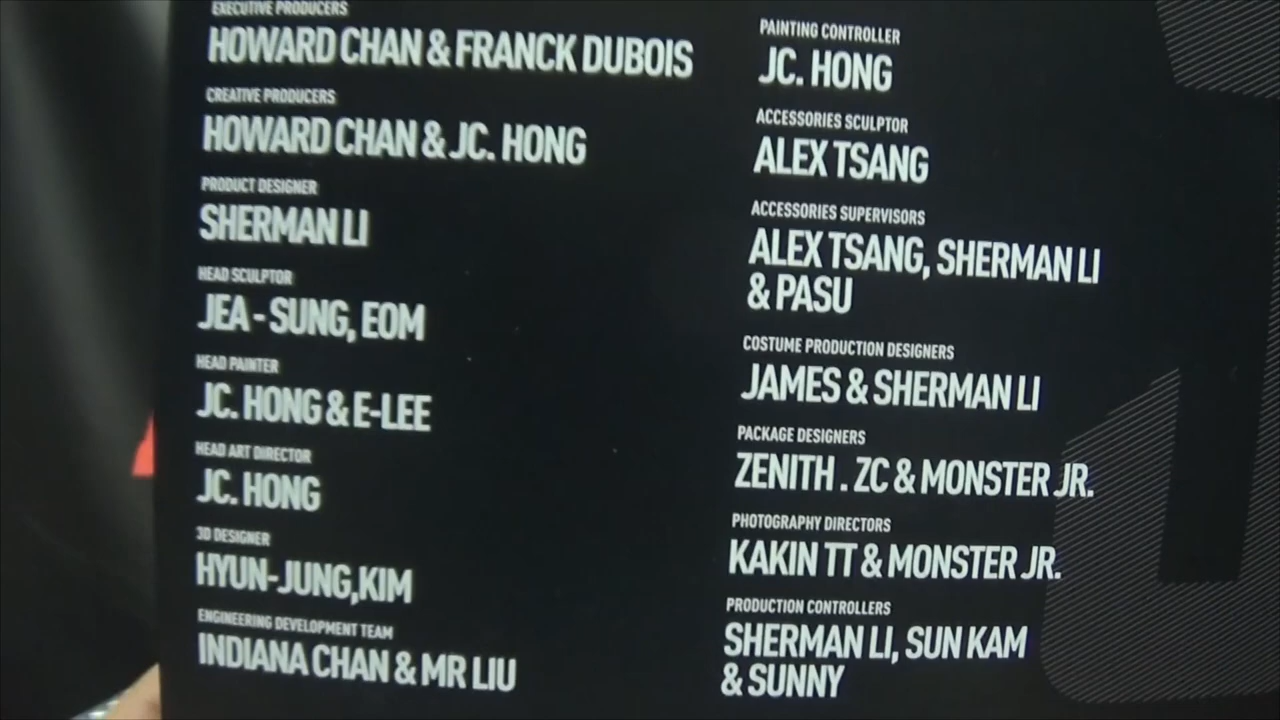 EXECUTIVE PRODUCERS
HOWARD CHAN & FRANCK DUBOIS
CREATIVE PRODUCERS
HOWARD CHAN & JC. HONG
PRODUCT DESIGNER
SHERMAN LI
HEAD SCULPTOR
JEA - SUNG, EOM
HEAD PAINTER
JC. HONG & E-LEE
HEAD ART DIRECTOR
JC. HONG
3D DESIGNER
HYUN-JUNG,KIM
ENGINEERING DEVELOPMENT TEAM
INDIANA CHAN & MR LIU
PAINTING CONTROLLER
JC. HONG
ACCESSORIES SCULPTOR
ALEX TSANG
ACCESSORIES SUPERVISORS
ALEX TSANG, SHERMAN LI
& PASU
COSTUME PRODUCTION DESIGNERS
JAMES & SHERMAN LI
PACKAGE DESIGNERS
ZENITH . ZC & MONSTER JR.
PHOTOGRAPHY DIRECTORS
KAKIN TT & MONSTER JR.
PRODUCTION CONTROLLERS
SHERMAN LI, SUN KAM
& SUNNY